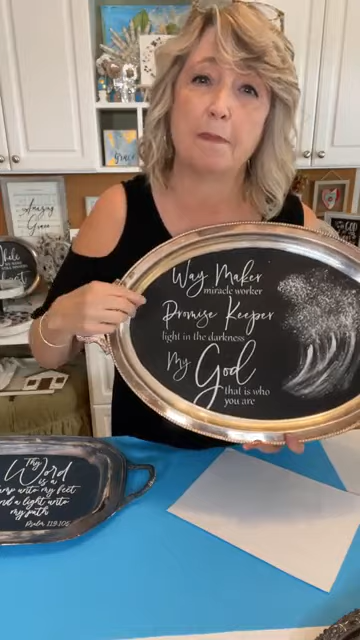 Grace
Amazing
Grace
Way Maker
miracle worker
Promise Keeper
light in the darkness
My God
that is who
you are
Thy
Word
is a
lamp unto my feet
and a light unto
my path
Psalm 119:105